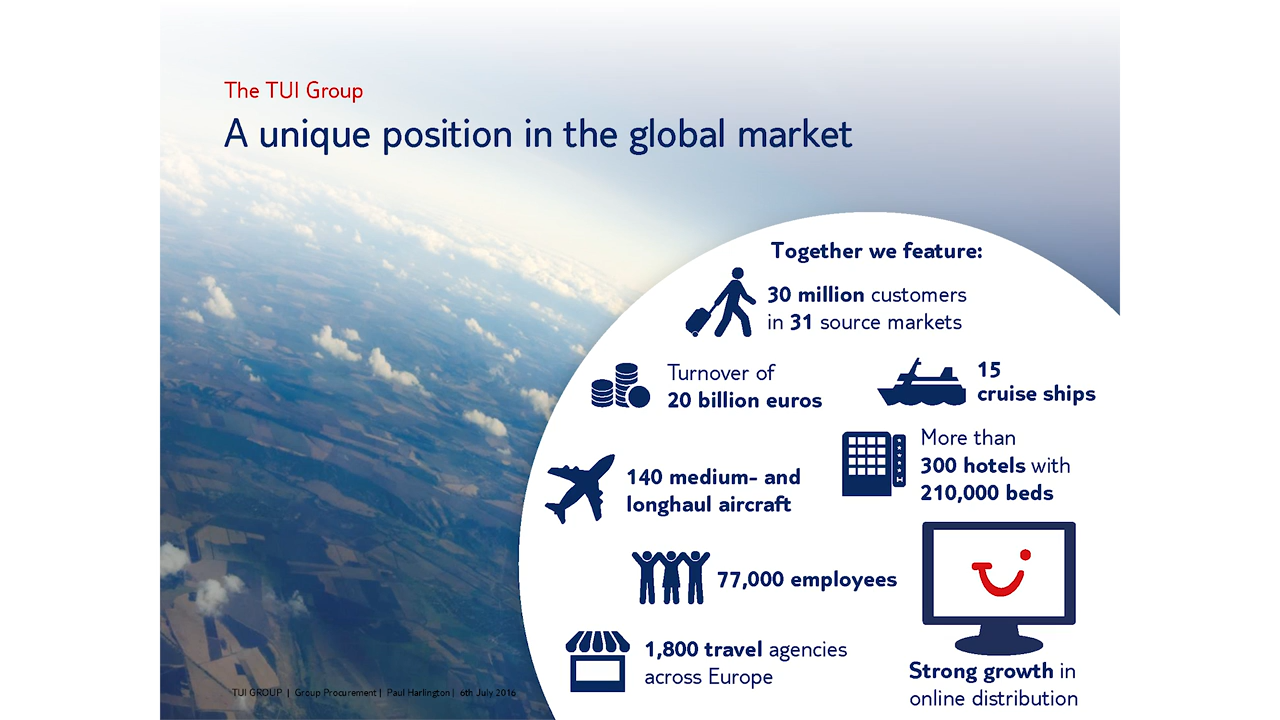 The TUI Group
A unique position in the global market
Together we feature:
30 million customers
in 31 source markets
Turnover of
20 billion euros
15
cruise ships
More than
300 hotels with
210,000 beds
140 medium- and
longhaul aircraft
77,000 employees
1,800 travel agencies
across Europe
Strong growth in
online distribution
TUI GROUP | Group Procurement | Paul Harlington | 6th July 2016